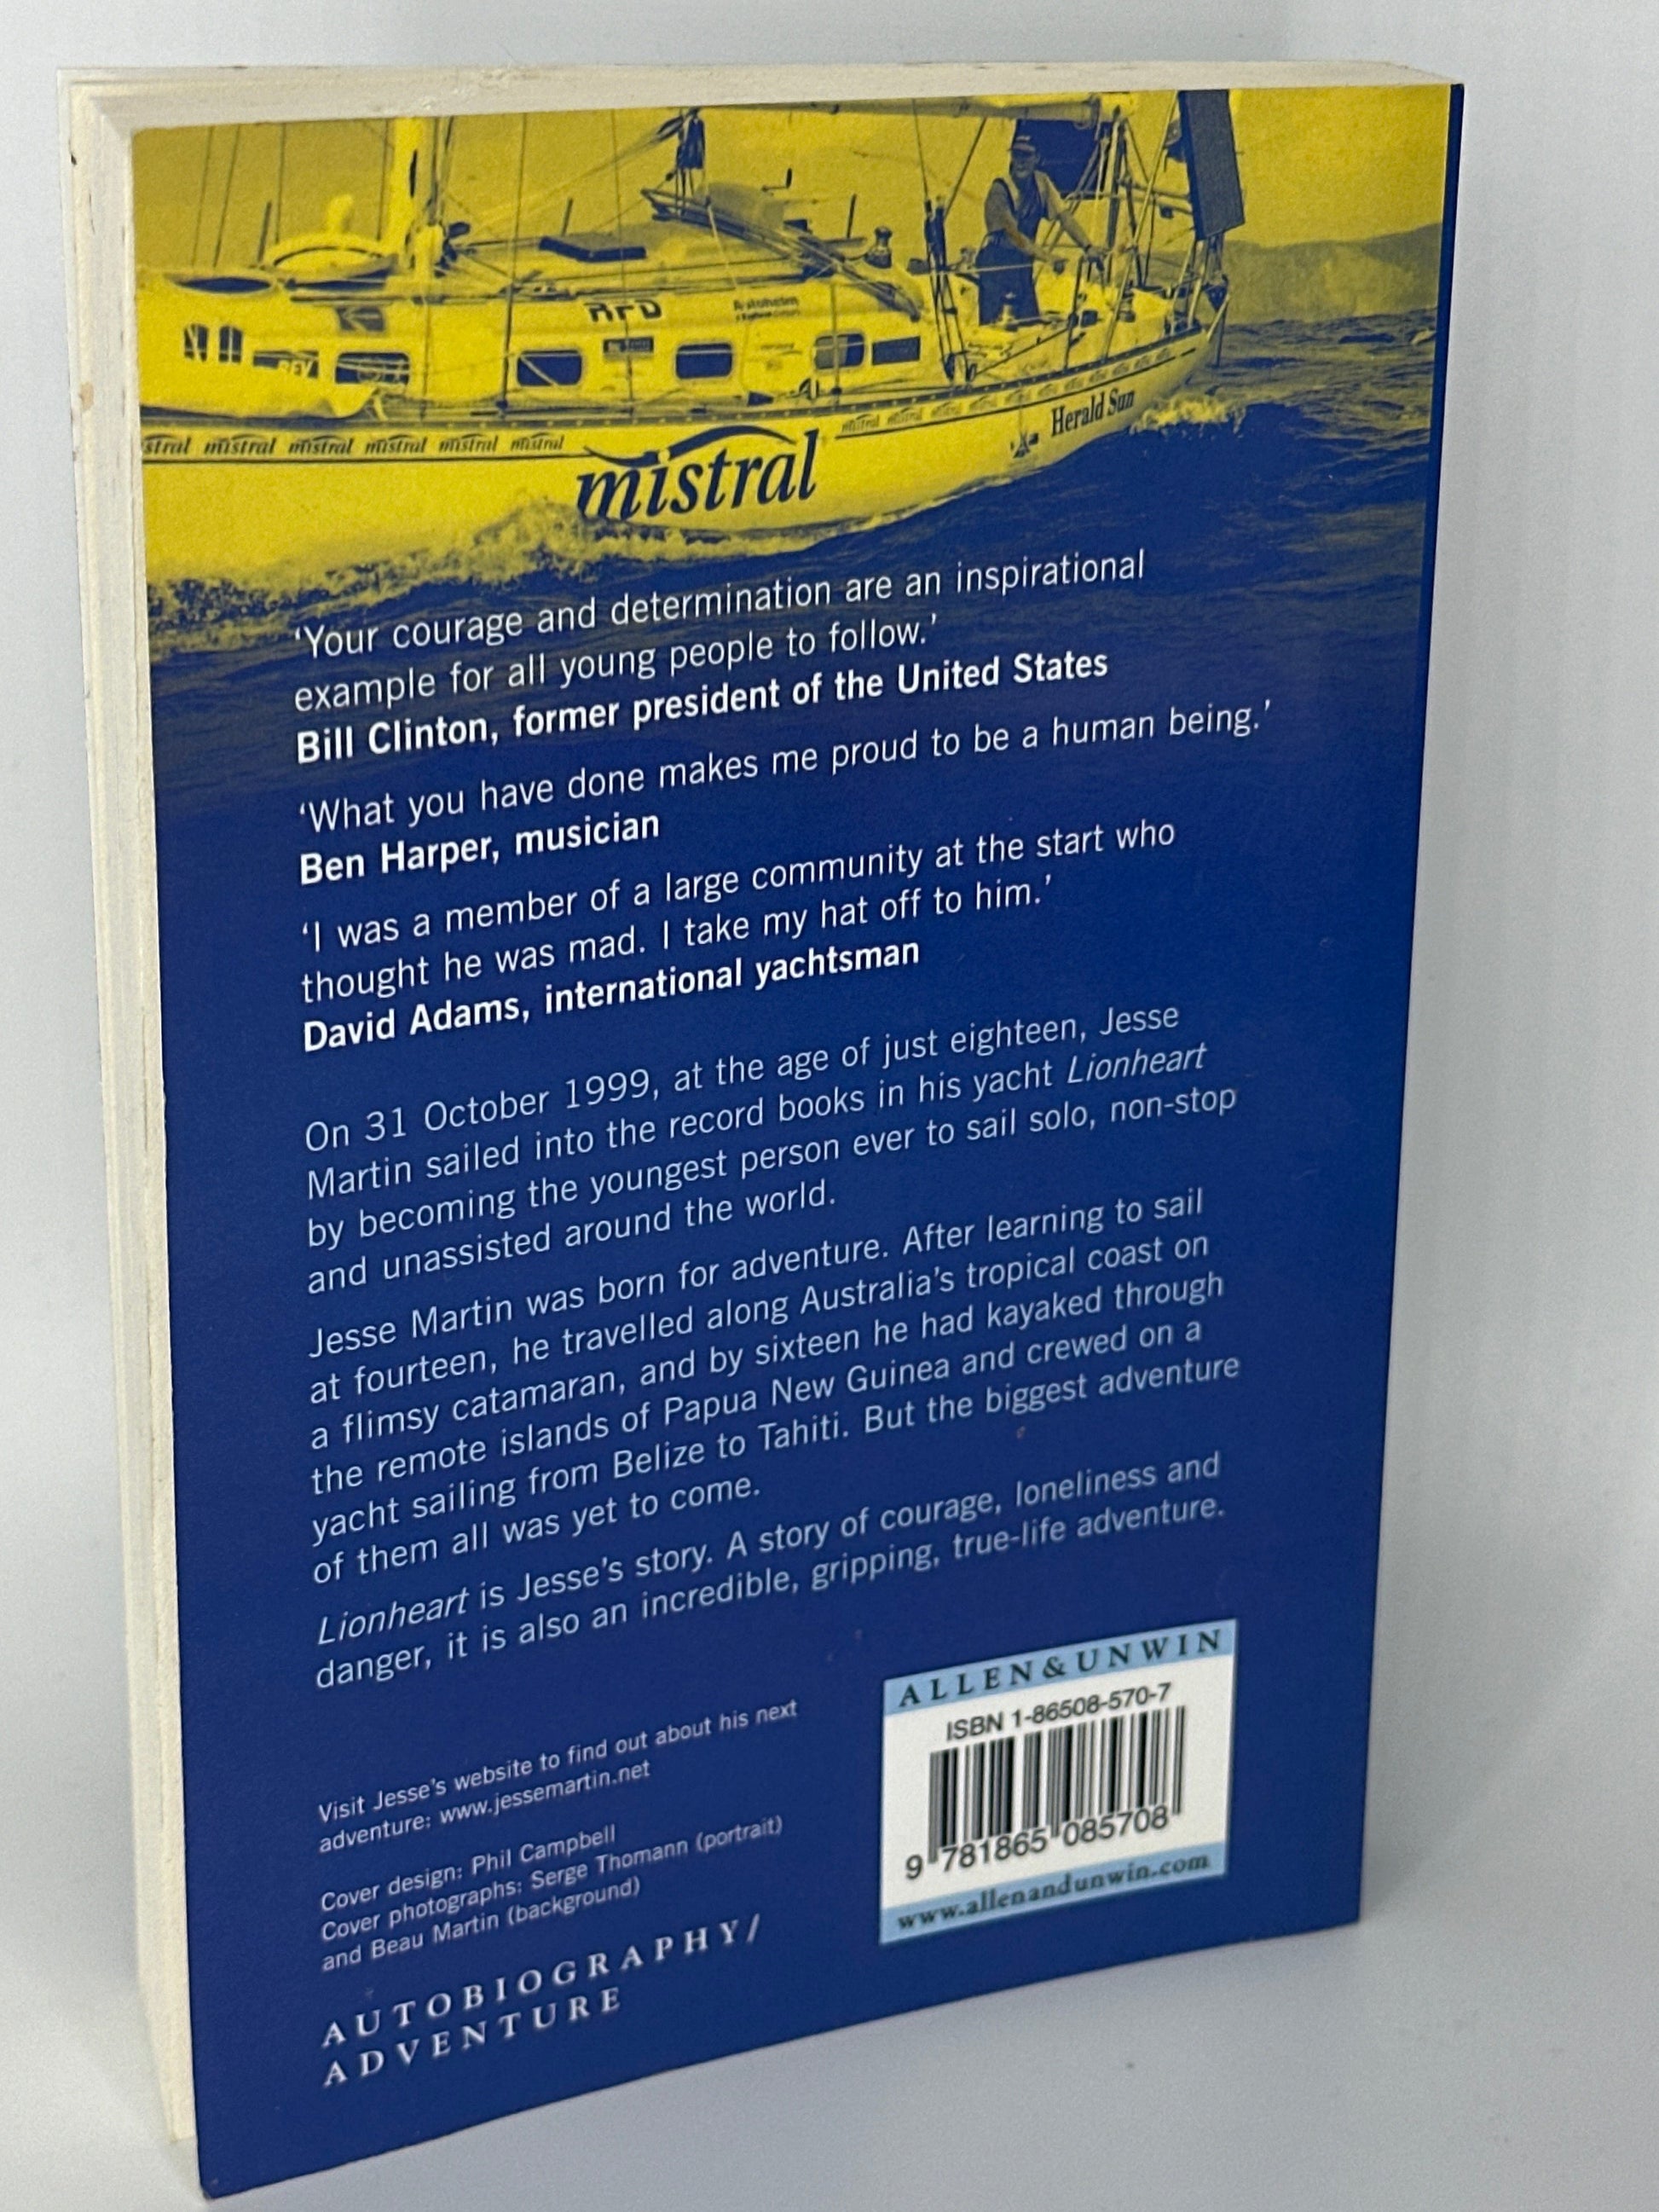 RFD
mistral mistral mistral mistral mistral
Herald Sun
mistral
‘Your courage and determination are an inspirational
example for all young people to follow.’
Bill Clinton, former president of the United States
‘What you have done makes me proud to be a human being.’
Ben Harper, musician
‘I was a member of a large community at the start who
thought he was mad. I take my hat off to him.’
David Adams, international yachtsman
On 31 October 1999, at the age of just eighteen, Jesse
Martin sailed into the record books in his yacht Lionheart
by becoming the youngest person ever to sail solo, non-stop
and unassisted around the world.
Jesse Martin was born for adventure. After learning to sail
at fourteen, he travelled along Australia’s tropical coast on
a flimsy catamaran, and by sixteen he had kayaked through
the remote islands of Papua New Guinea and crewed on a
yacht sailing from Belize to Tahiti. But the biggest adventure
of them all was yet to come.
Lionheart is Jesse’s story. A story of courage, loneliness and
danger, it is also an incredible, gripping, true-life adventure.
Visit Jesse’s website to find out about his next
adventure: www.jessemartin.net
Cover design: Phil Campbell
Cover photographs: Serge Thomann (portrait)
and Beau Martin (background)
AUTOBIOGRAPHY/
ADVENTURE
ALLEN&UNWIN
ISBN 1-86508-570-7
9 781865 085708
www.allenandunwin.com